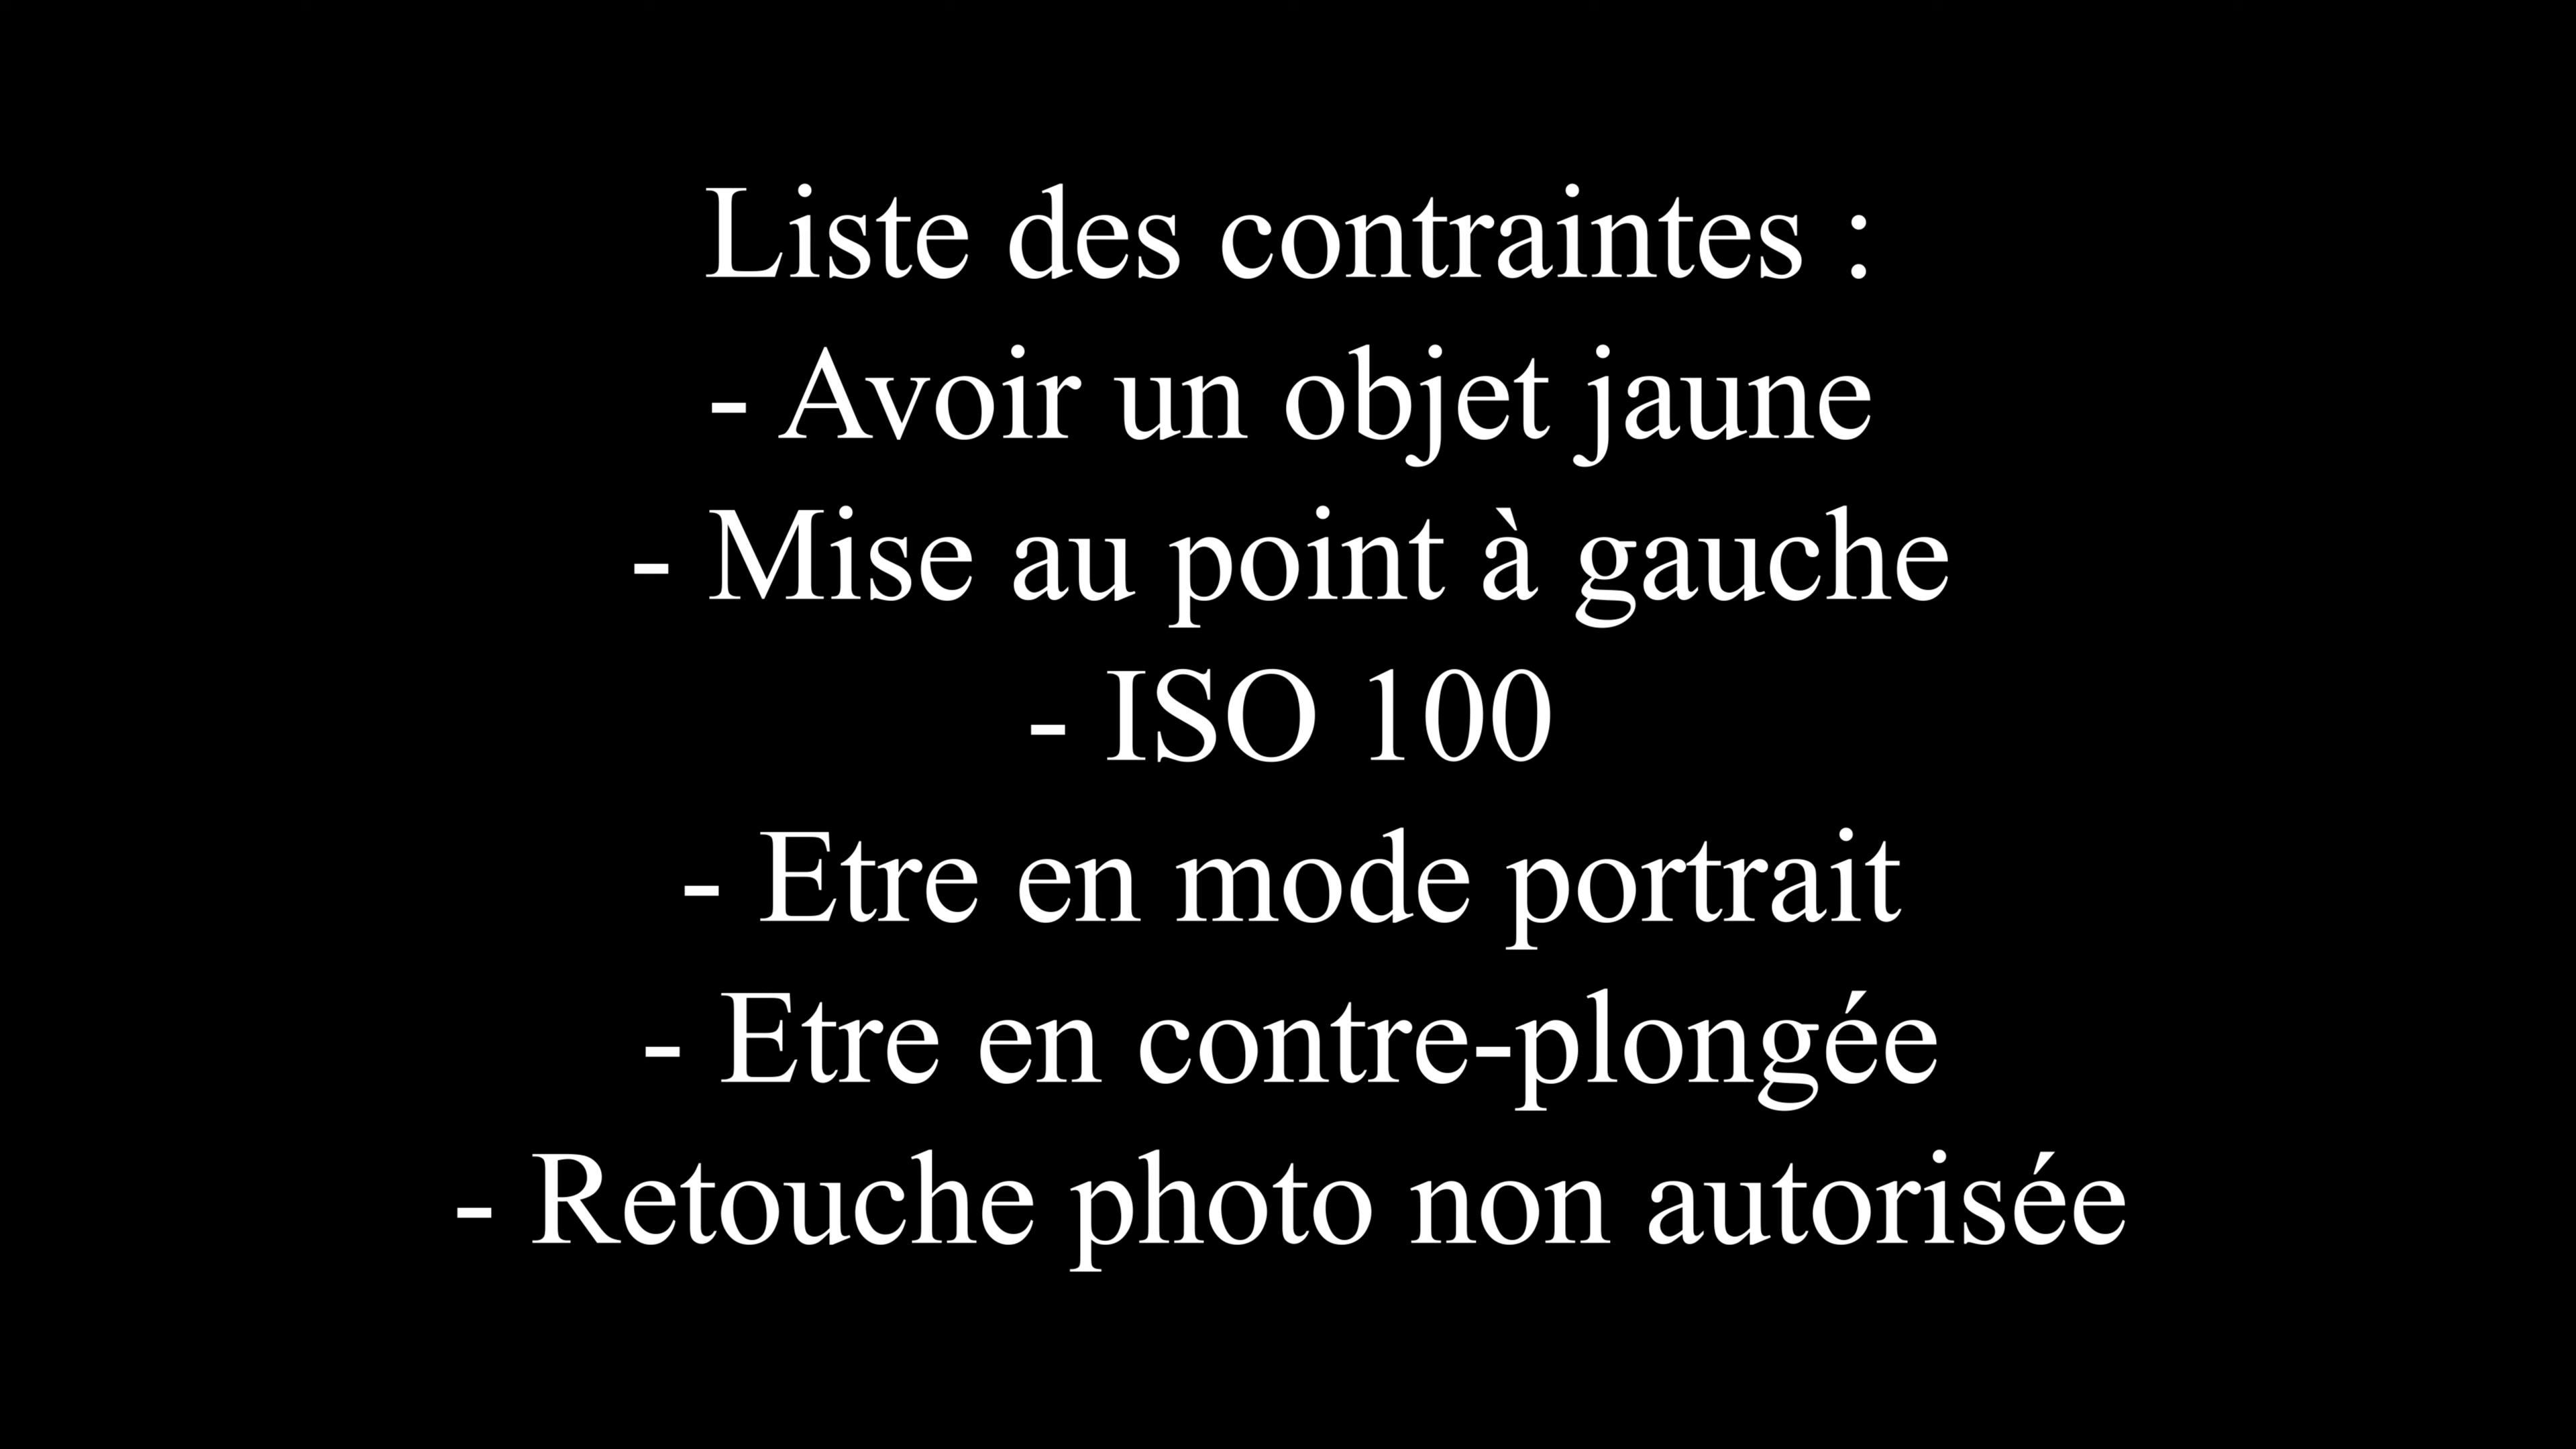 Liste des contraintes :
- Avoir un objet jaune
- Mise au point à gauche
- ISO 100
- Etre en mode portrait
- Etre en contre-plongée
- Retouche photo non autorisée